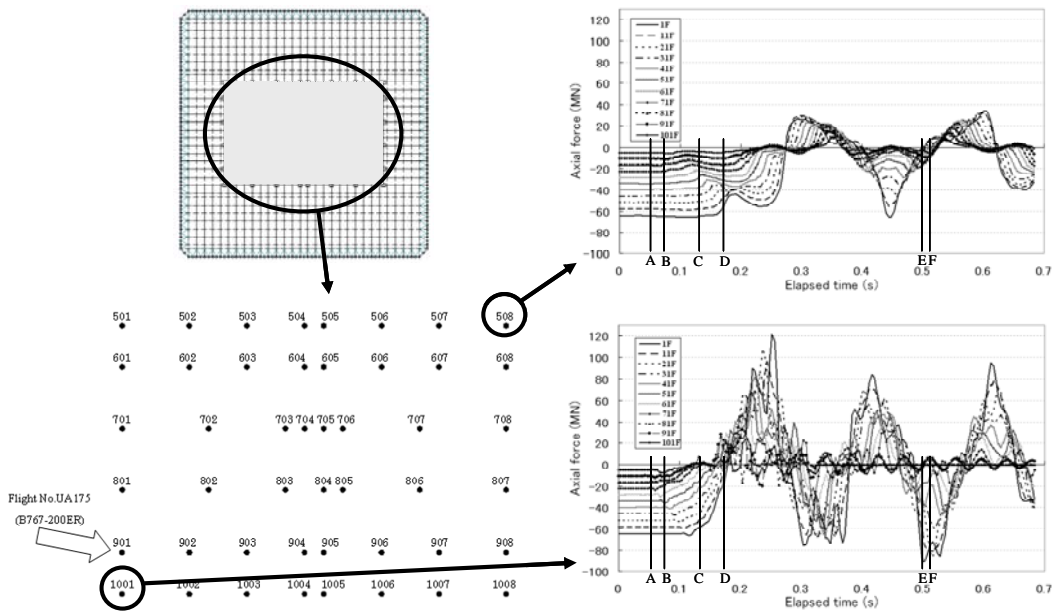 1F
11F
21F
31F
41F
51F
61F
71F
81F
91F
101F
Axial force (MN)
120
100
80
60
40
20
0
-20
-40
-60
-80
-100
A B C D E F
0 0.1 0.2 0.3 0.4 0.5 0.6 0.7
Elapsed time (s)
501 502 503 504 505 506 507 508
601 602 603 604 605 606 607 608
701 702 703 704 705 706 707 708
801 802 803 804 805 806 807
Flight No.UA175
(B767-200ER)
901 902 903 904 905 906 907 908
1001 1002 1003 1004 1005 1006 1007 1008
1F
11F
21F
31F
41F
51F
61F
71F
81F
91F
101F
Axial force (MN)
120
100
80
60
40
20
0
-20
-40
-60
-80
-100
A B C D E F
0 0.1 0.2 0.3 0.4 0.5 0.6 0.7
Elapsed time (s)